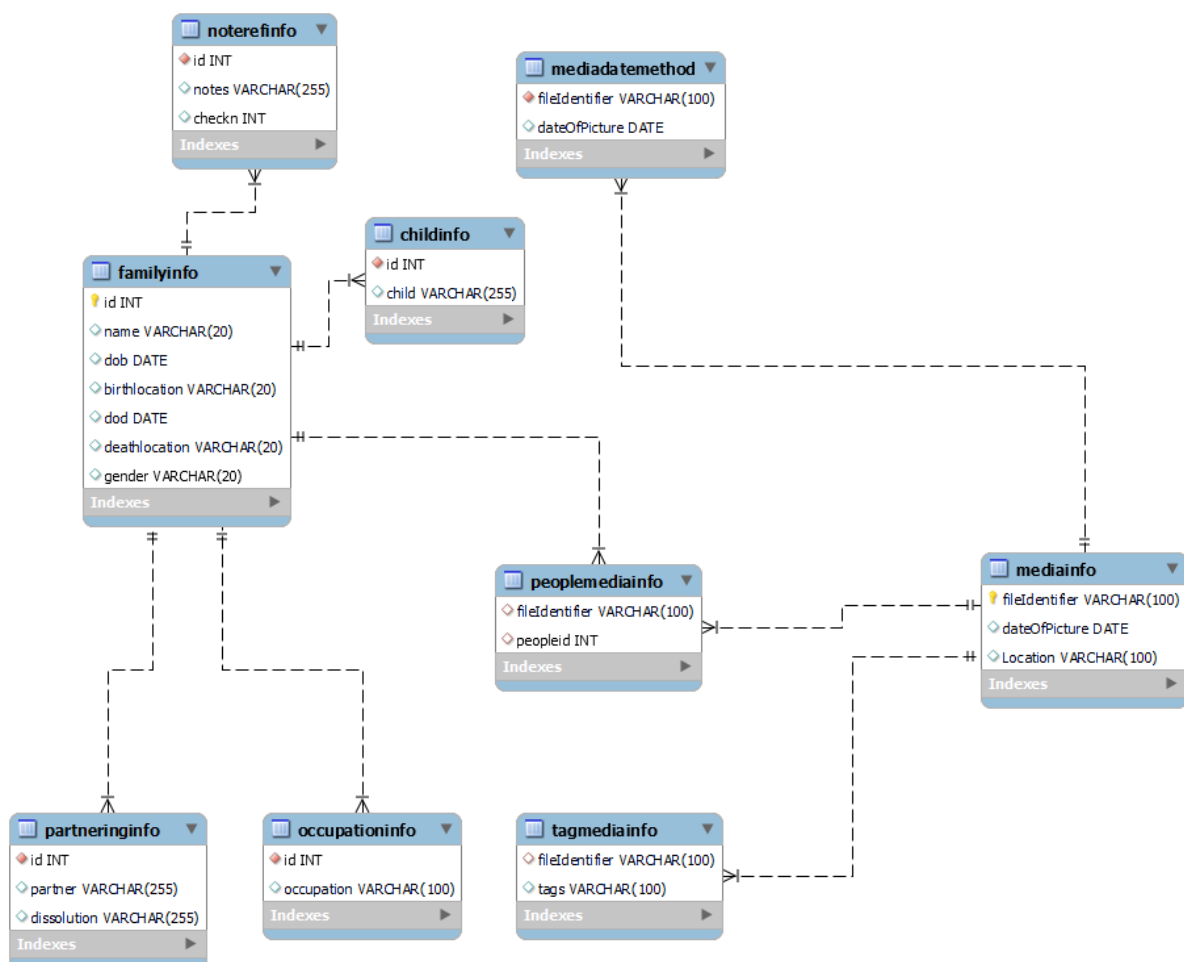 noterefinfo
id INT
notes VARCHAR(255)
checkn INT
Indexes
mediadatemethod
fileIdentifier VARCHAR(100)
dateOfPicture DATE
Indexes
childinfo
id INT
child VARCHAR(255)
Indexes
familyinfo
id INT
name VARCHAR(20)
dob DATE
birthlocation VARCHAR(20)
dod DATE
deathlocation VARCHAR(20)
gender VARCHAR(20)
Indexes
peoplemediainfo
fileIdentifier VARCHAR(100)
peopleid INT
Indexes
mediainfo
fileIdentifier VARCHAR(100)
dateOfPicture DATE
Location VARCHAR(100)
Indexes
partneringinfo
id INT
partner VARCHAR(255)
dissolution VARCHAR(255)
Indexes
occupationinfo
id INT
occupation VARCHAR(100)
Indexes
tagmediainfo
fileIdentifier VARCHAR(100)
tags VARCHAR(100)
Indexes